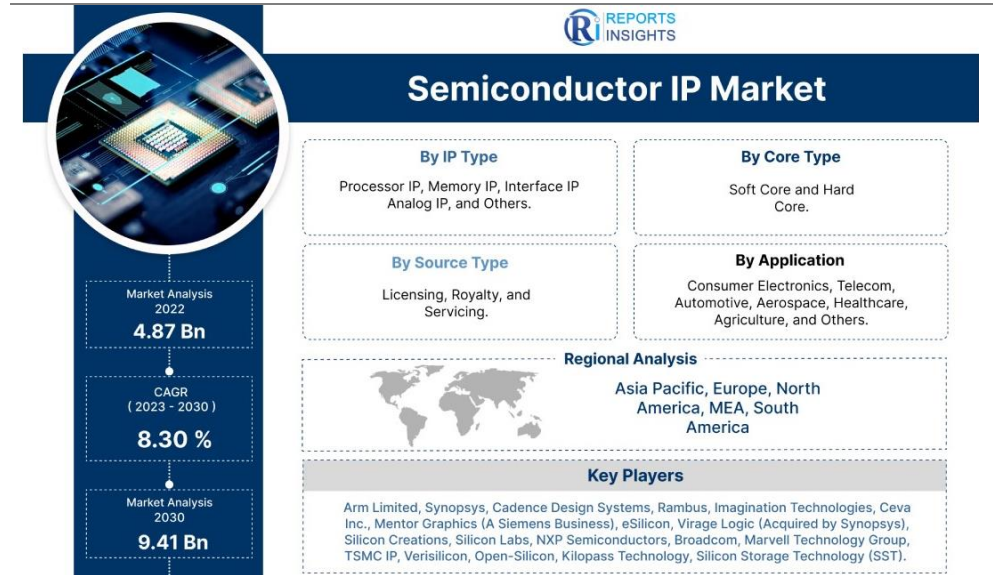 REPORTS
INSIGHTS
Semiconductor IP Market
Market Analysis
2022
4.87 Bn
CAGR
( 2023 - 2030 )
8.30 %
Market Analysis
2030
9.41 Bn
By IP Type
Processor IP, Memory IP, Interface IP
Analog IP, and Others.
By Core Type
Soft Core and Hard
Core.
By Source Type
Licensing, Royalty, and
Servicing.
By Application
Consumer Electronics, Telecom,
Automotive, Aerospace, Healthcare,
Agriculture, and Others.
Regional Analysis
Asia Pacific, Europe, North
America, MEA, South
America
Key Players
Arm Limited, Synopsys, Cadence Design Systems, Rambus, Imagination Technologies, Ceva
Inc., Mentor Graphics (A Siemens Business), eSilicon, Virage Logic (Acquired by Synopsys),
Silicon Creations, Silicon Labs, NXP Semiconductors, Broadcom, Marvell Technology Group,
TSMC IP, Verisilicon, Open-Silicon, Kilopass Technology, Silicon Storage Technology (SST).